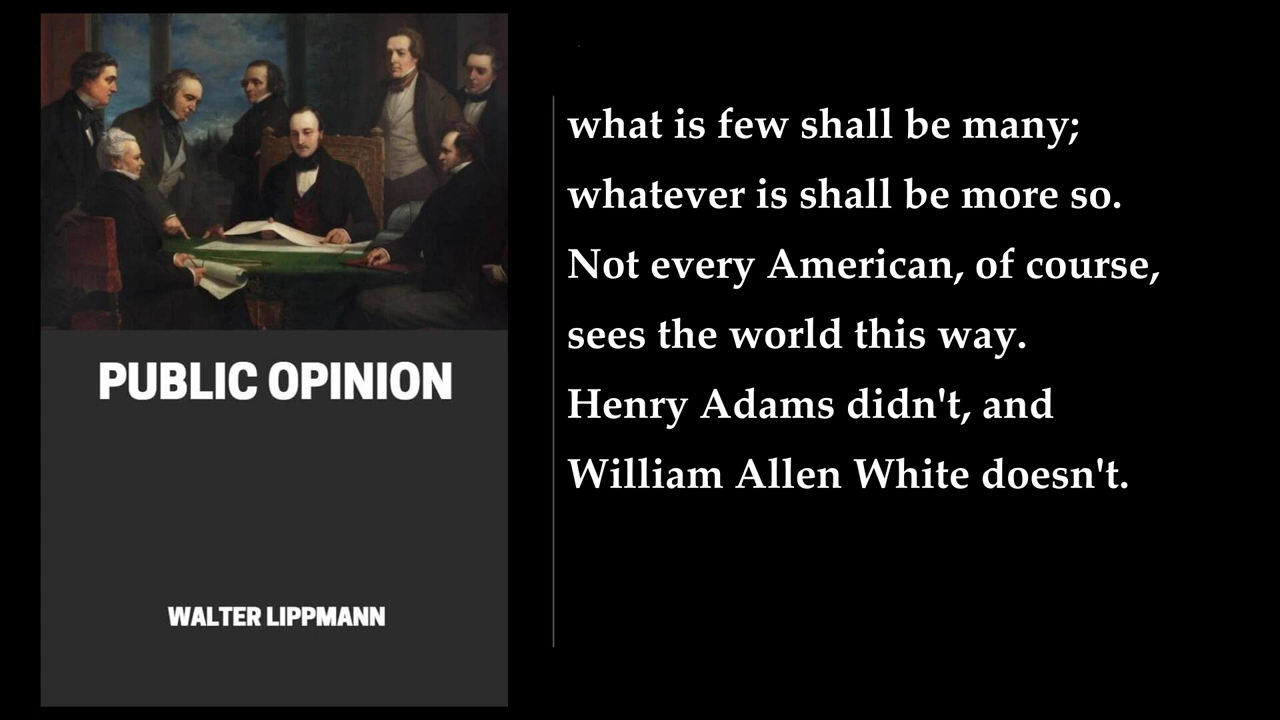 PUBLIC OPINION
WALTER LIPPMANN
what is few shall be many;
whatever is shall be more so.
Not every American, of course,
sees the world this way.
Henry Adams didn't, and
William Allen White doesn't.